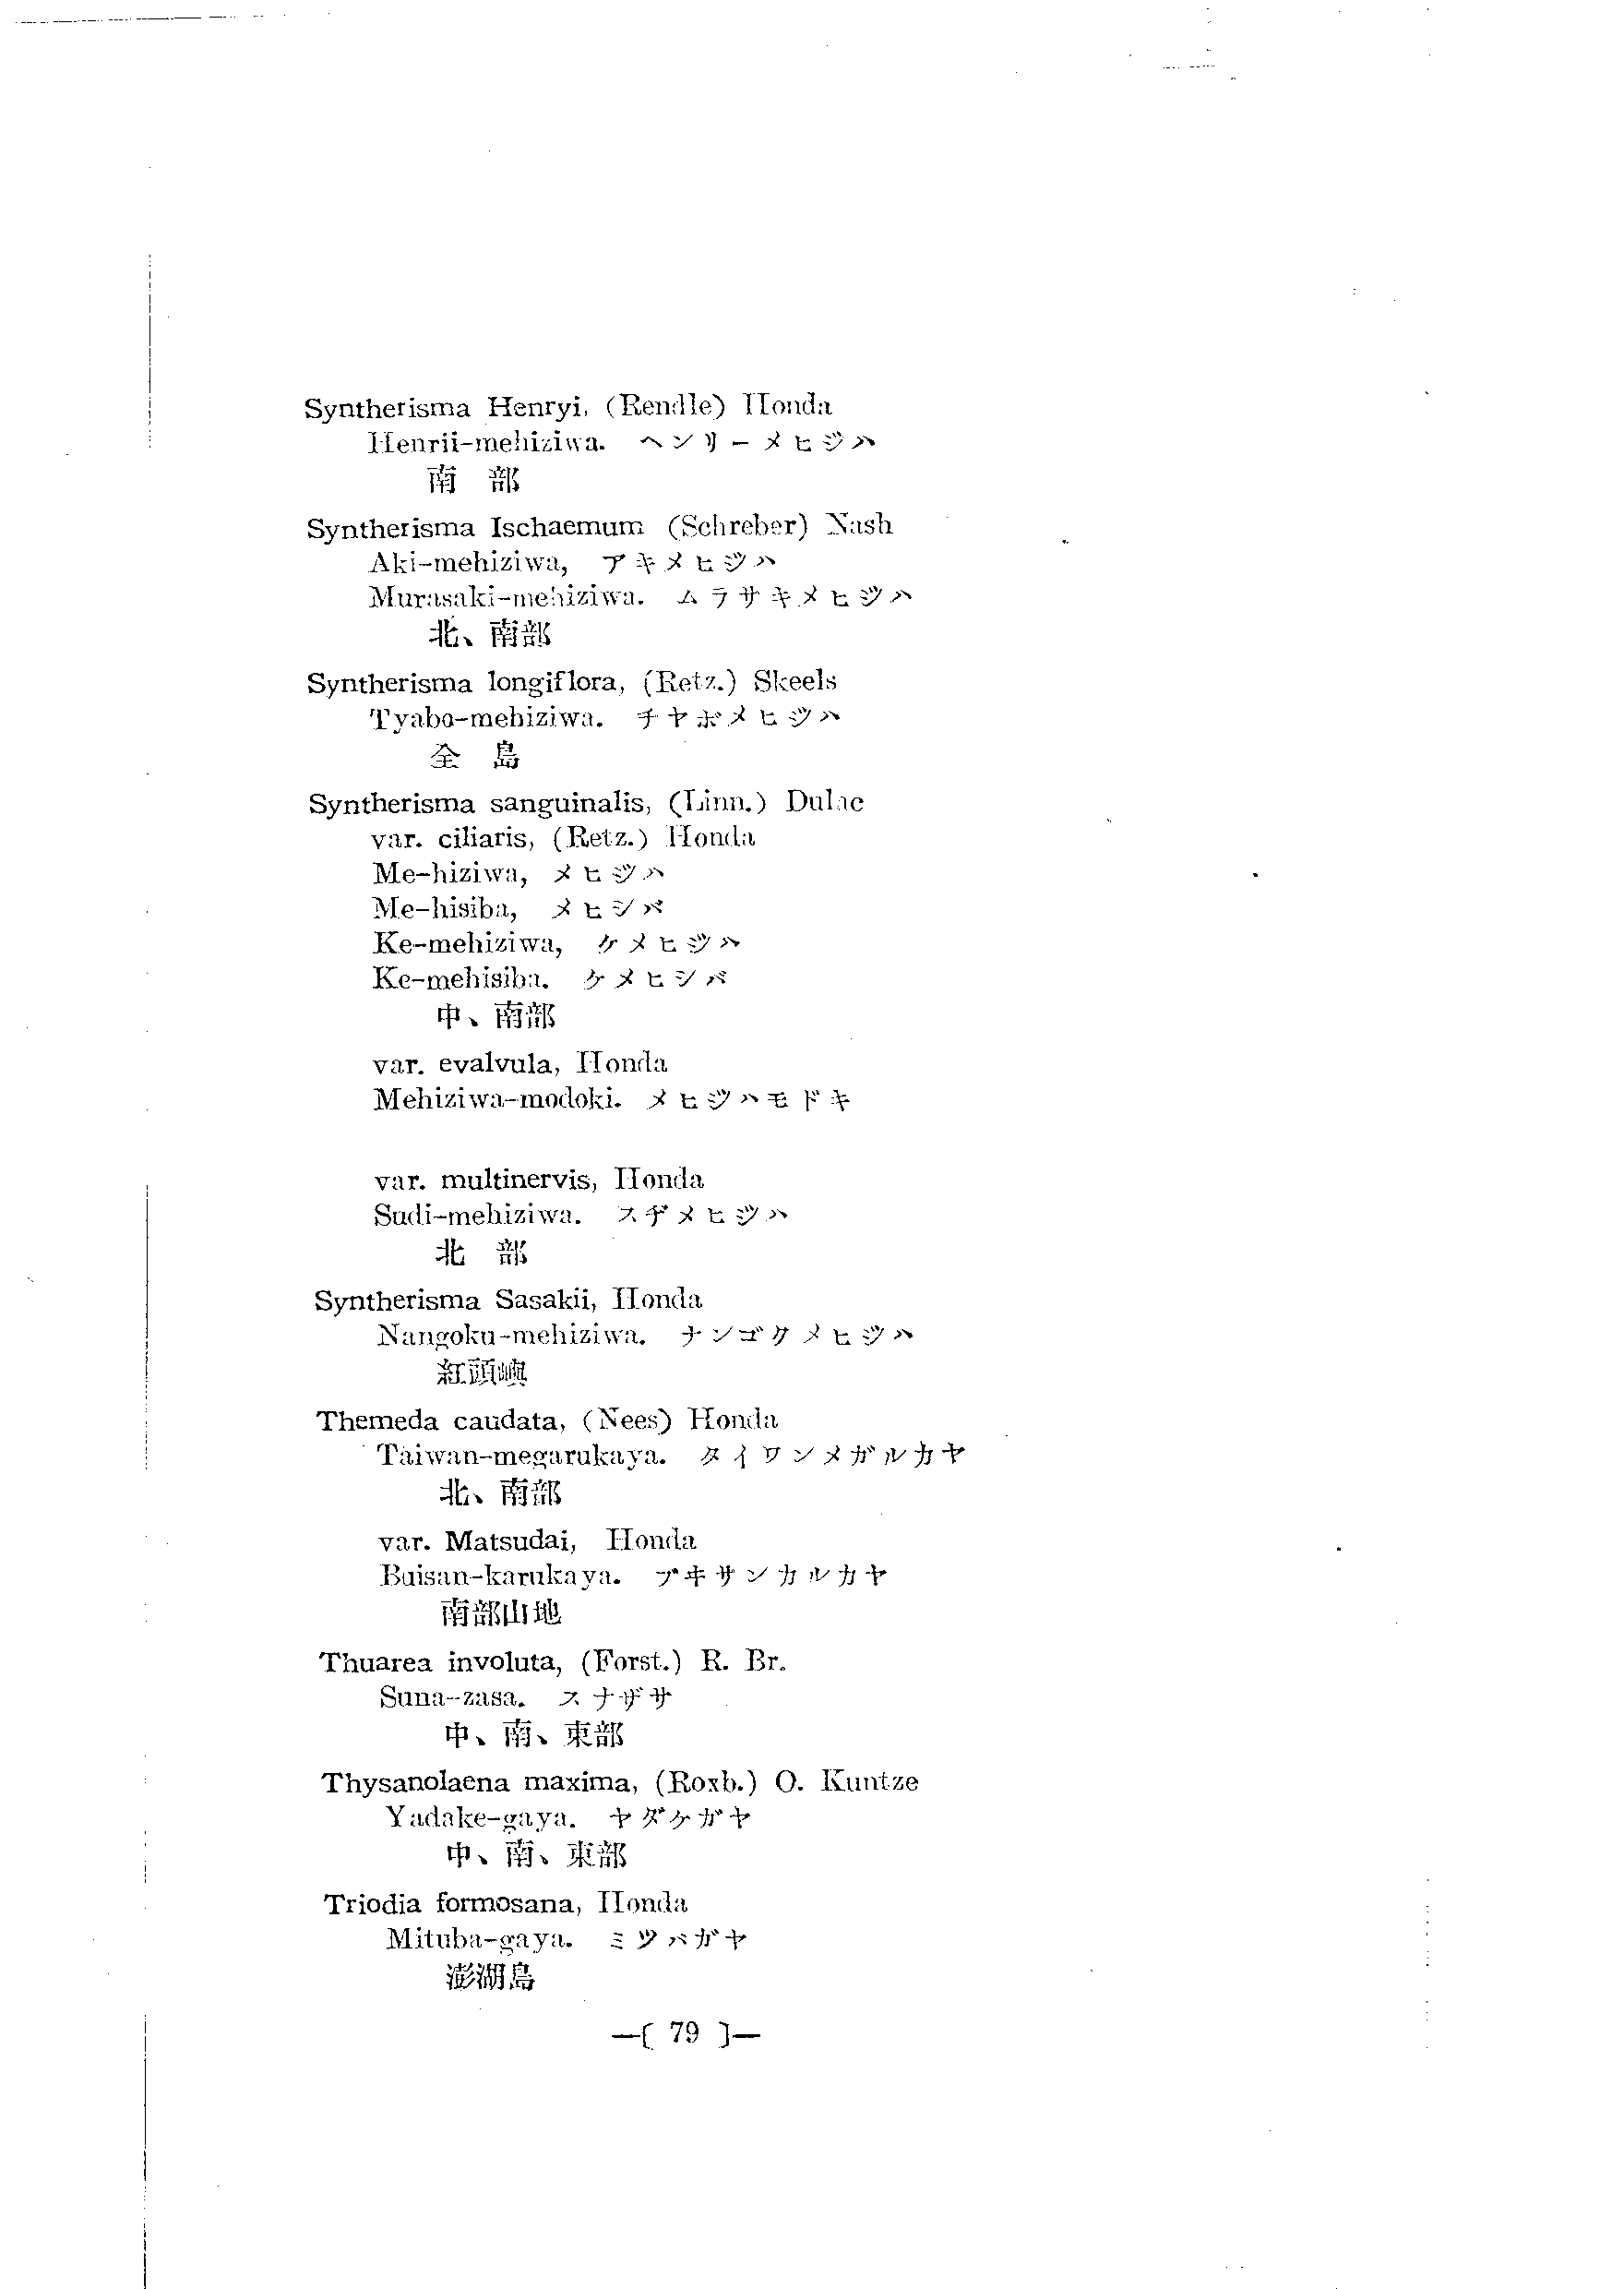 Syntherisma Henryi, (Rendle) Honda
Henrii-mehiziwa. ヘンリーメヒジハ
南 部
Syntherisma Ischaemum (Schreber) Nash
Aki-mehiziwa, アキメヒジハ
Murasaki-mehiziwa. ムラサキメヒジハ
北、南部
Syntherisma longiflora, (Retz.) Skeels
Tyabo-mehiziwa. チヤボメヒジハ
全 島
Syntherisma sanguinalis, (Linn.) Dulac
var. ciliaris, (Retz.) Honda
Me-hiziwa, メヒジハ
Me-hisiba, メヒシバ
Ke-mehiziwa, ケメヒジハ
Ke-mehisiba. ケメヒシバ
中、南部
var. evalvula, Honda
Mehiziwa-modoki. メヒジハモドキ
var. multinervis, Honda
Sudi-mehiziwa. スヂメヒジハ
北 部
Syntherisma Sasakii, Honda
Nangoku-mehiziwa. ナンゴクメヒジハ
紅頭嶼
Themeda caudata, (Nees) Honda
Taiwan-megarukaya. タイワンメガルカヤ
北、南部
var. Matsudai, Honda
Buisan-karukaya. ブヰサンカルカヤ
南部山地
Thuarea involuta, (Forst.) R. Br.
Suna-zasa. スナザサ
中、南、東部
Thysanolaena maxima, (Roxb.) O. Kuntze
Yadake-gaya. ヤダケガヤ
中、南、東部
Triodia formosana, Honda
Mituba-gaya. ミツバガヤ
澎湖島
—[ 79 ]—